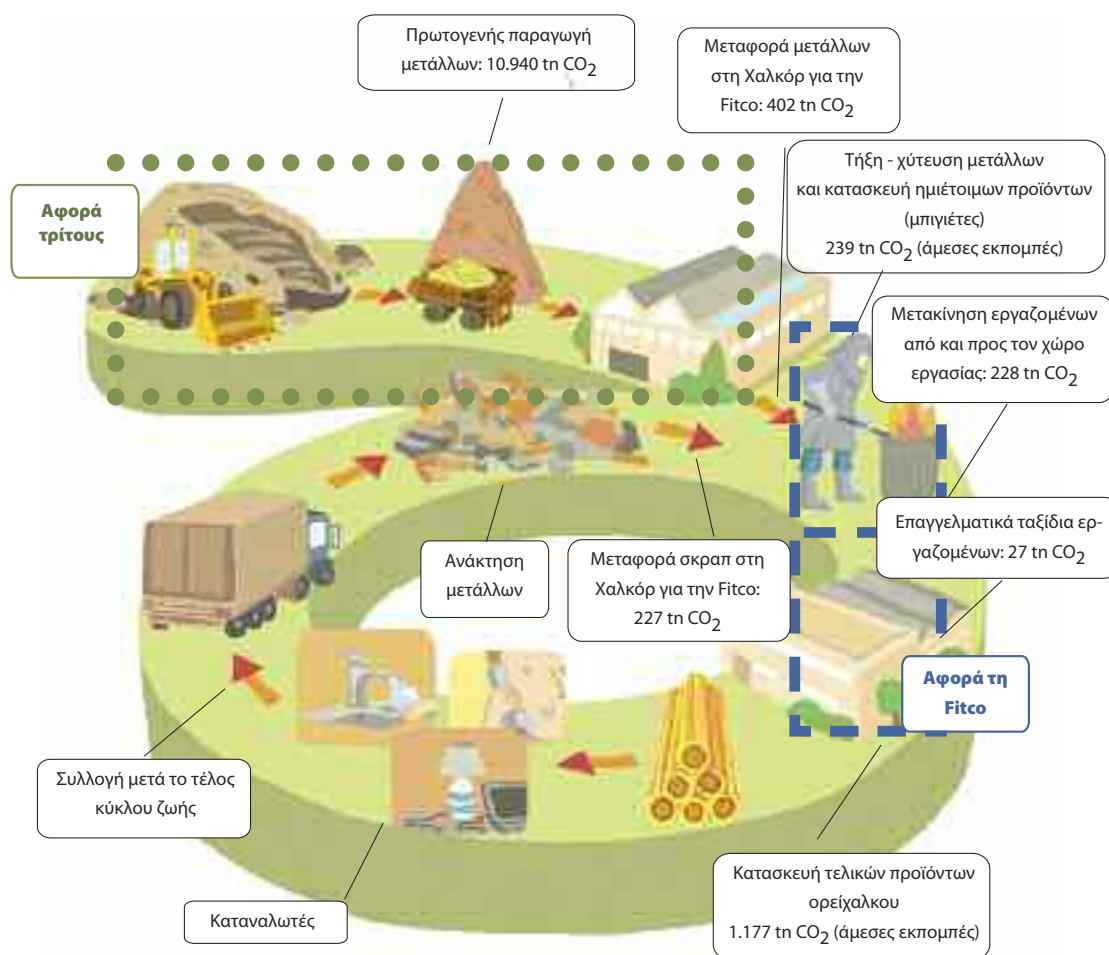 Πρωτογενής παραγωγή
μετάλλων: 10.940 tn CO2
Μεταφορά μετάλλων
στη Χαλκόρ για την
Fitco: 402 tn CO2
Τήξη - χύτευση μετάλλων
και κατασκευή ημιέτοιμων προϊόντων
(μπιγιέτες)
239 tn CO2 (άμεσες εκπομπές)
Αφορά
τρίτους
Μετακίνηση εργαζομένων
από και προς τον χώρο
εργασίας: 228 tn CO2
Επαγγελματικά ταξίδια ερ-
γαζομένων: 27 tn CO2
Ανάκτηση
μετάλλων
Μεταφορά σκραπ στη
Χαλκόρ για την Fitco:
227 tn CO2
Αφορά τη
Fitco
Συλλογή μετά το τέλος
κύκλου ζωής
Κατασκευή τελικών προϊόντων
ορείχαλκου
1.177 tn CO2 (άμεσες εκπομπές)
Καταναλωτές